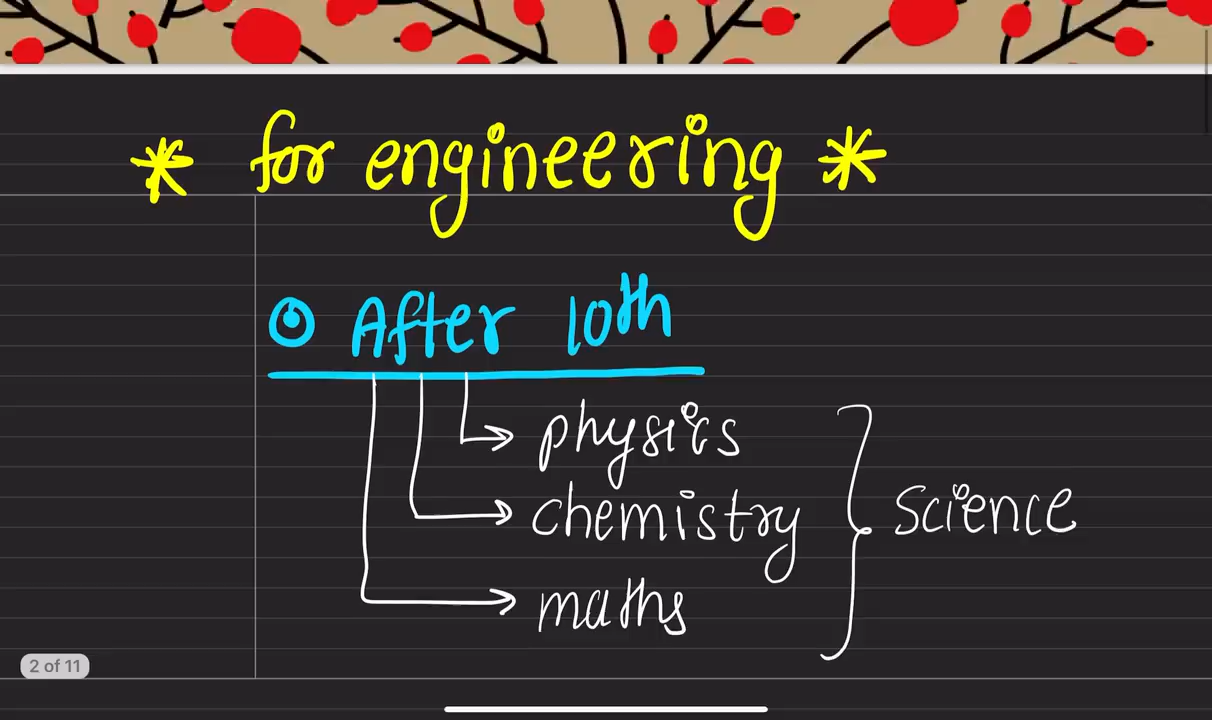 * for engineering *
⊙ After 10th
→ physics
→ chemistry
Science
→ maths
2 of 11